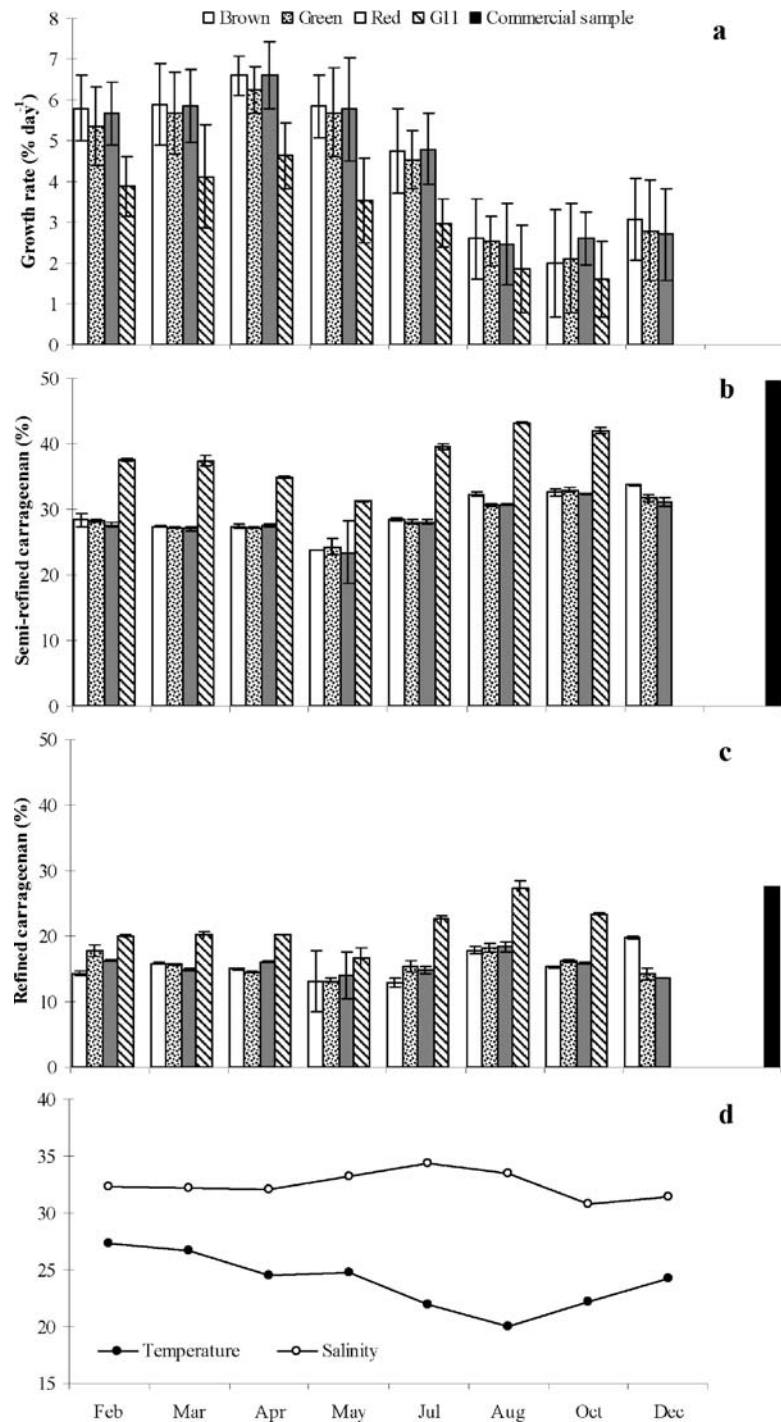 Brown Green Red G11 Commercial sample
a
Growth rate (% day⁻¹)
8
7
6
5
4
3
2
1
0
b
Semi-refined carrageenan (%)
50
40
30
20
10
0
c
Refined carrageenan (%)
50
40
30
20
10
0
d
40
35
30
25
20
15
Temperature Salinity
Feb Mar Apr May Jul Aug Oct Dec